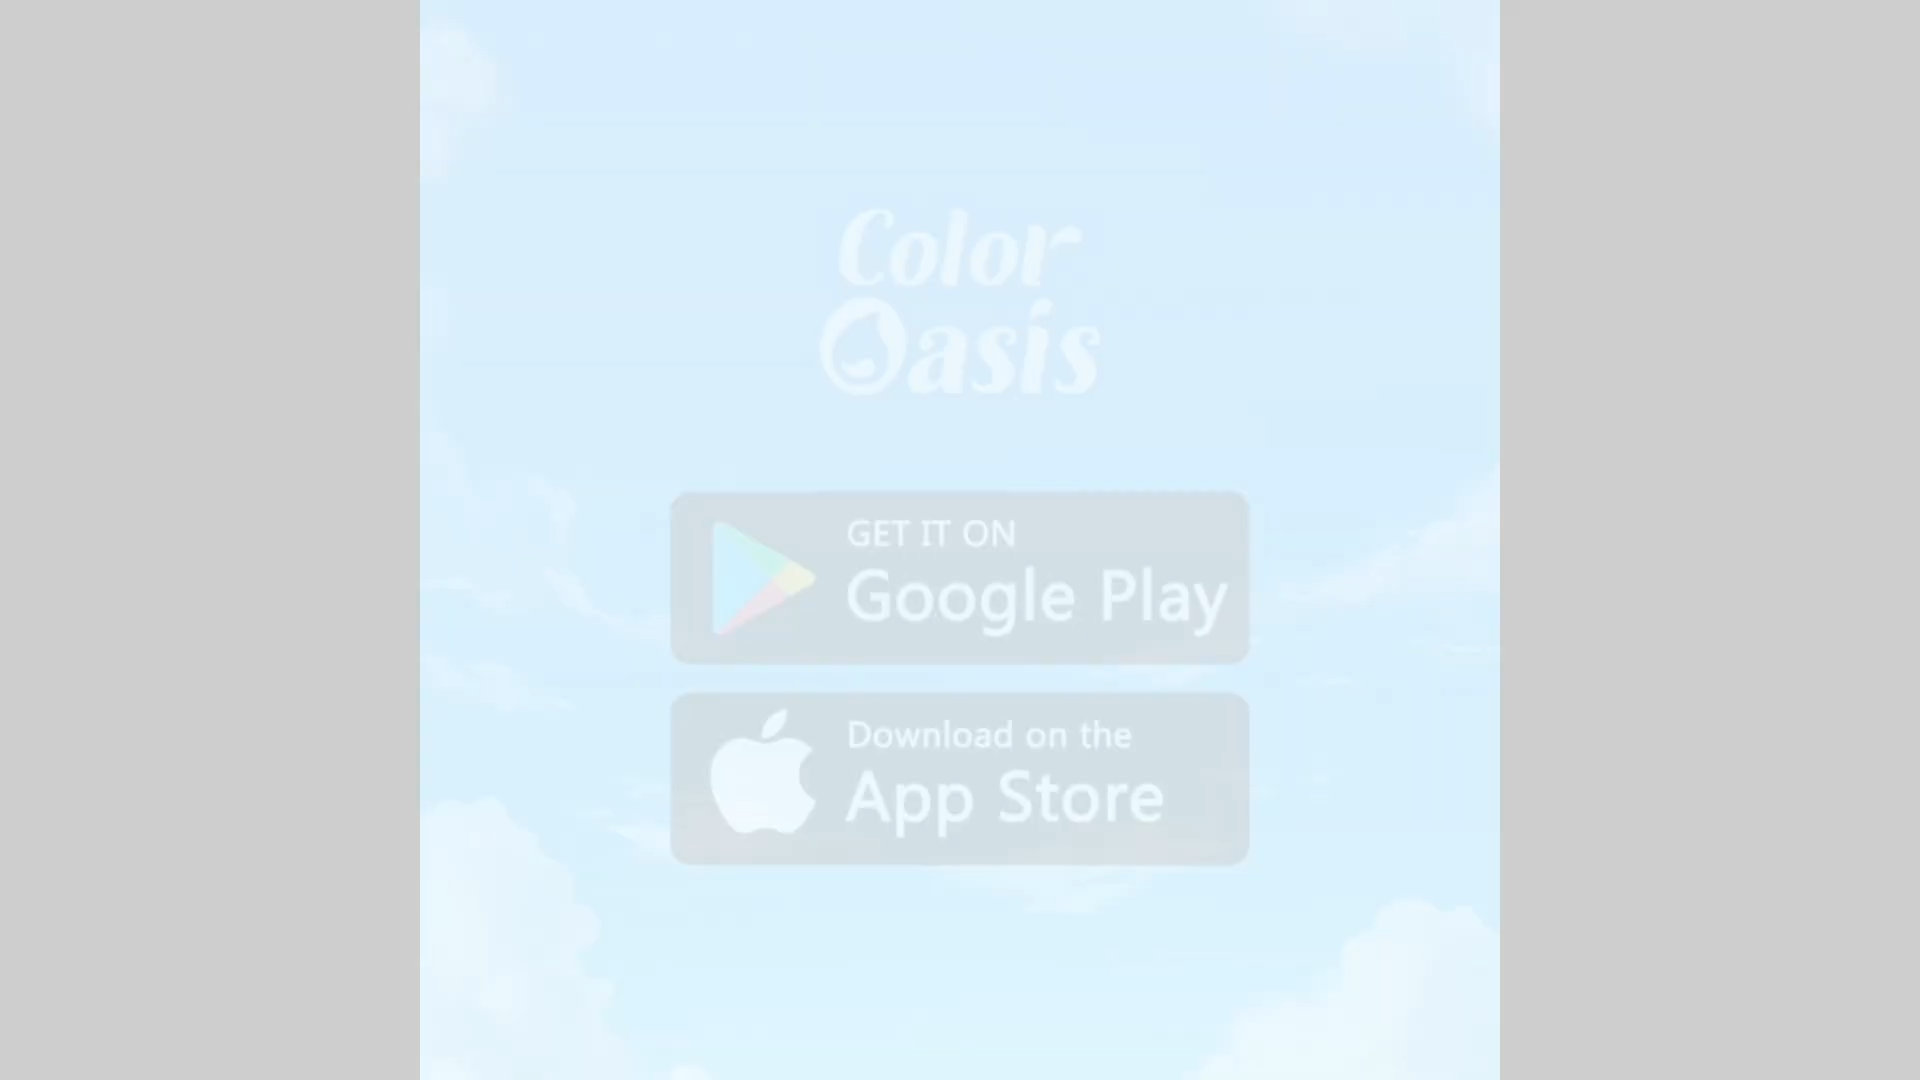 Color
Oasis
GET IT ON
Google Play
Download on the
App Store